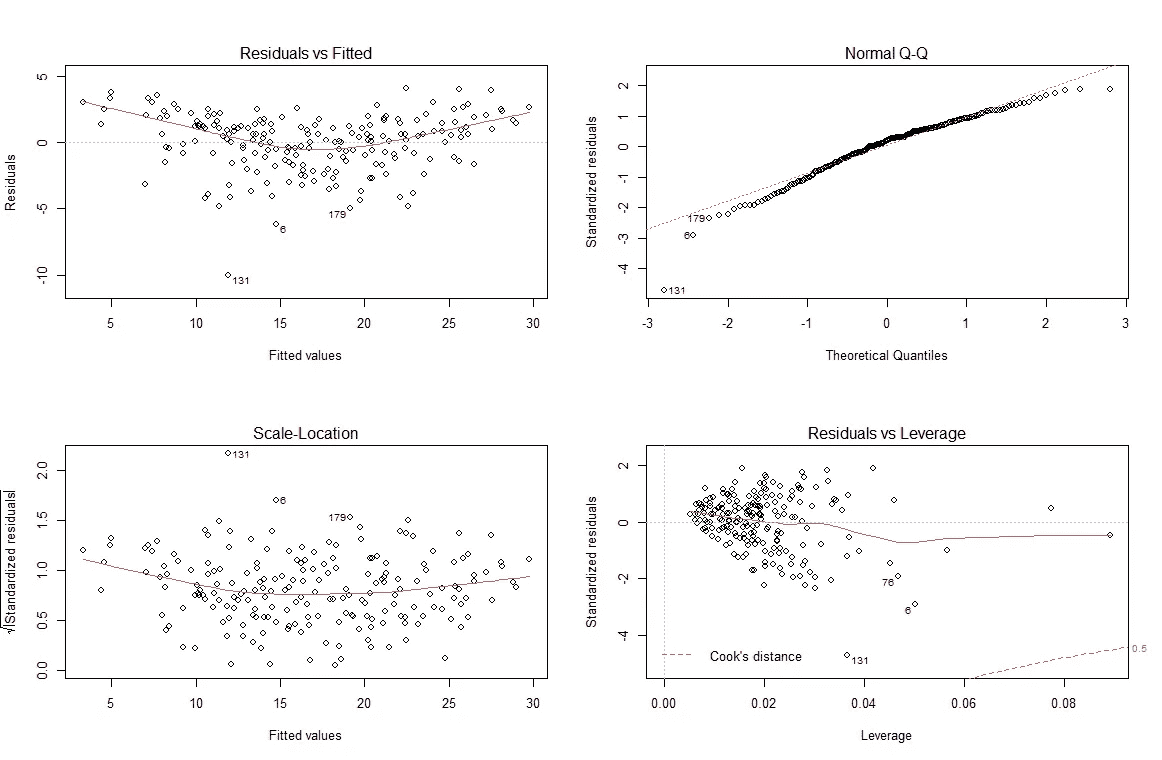 Residuals vs Fitted
Residuals
5
0
-5
-10
179
6
131
5 10 15 20 25 30
Fitted values
Normal Q-Q
Standardized residuals
2
1
0
-1
-2
-3
-4
179
6
131
-3 -2 -1 0 1 2 3
Theoretical Quantiles
Scale-Location
√|Standardized residuals|
2.0
1.5
1.0
0.5
0.0
131
6
179
5 10 15 20 25 30
Fitted values
Residuals vs Leverage
Standardized residuals
2
0
-2
-4
76
6
131
Cook's distance
0.5
0.00 0.02 0.04 0.06 0.08
Leverage